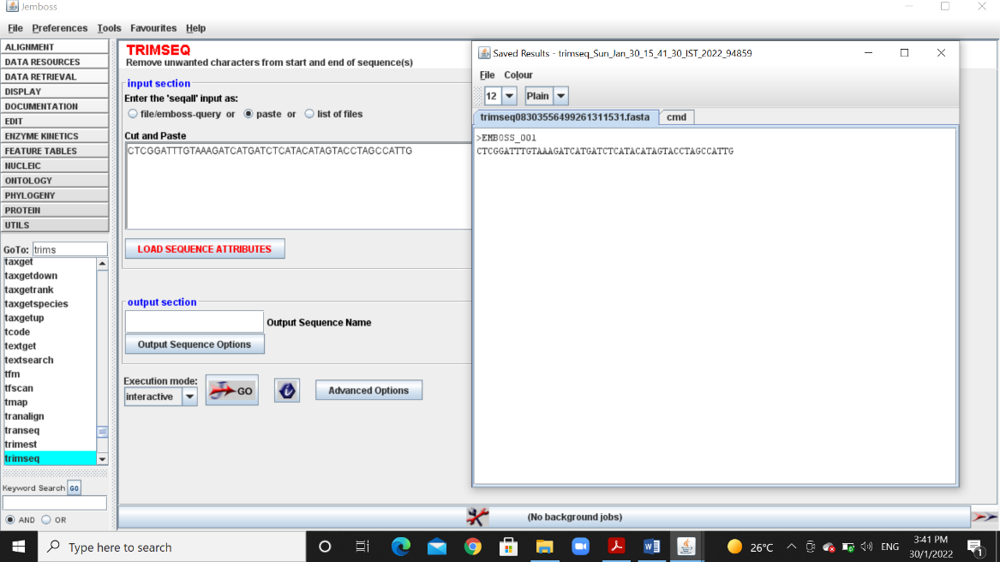 Jemboss
File Preferences Tools Favourites Help
ALIGNMENT
DATA RESOURCES
DATA RETRIEVAL
DISPLAY
DOCUMENTATION
EDIT
ENZYME KINETICS
FEATURE TABLES
NUCLEIC
ONTOLOGY
PHYLOGENY
PROTEIN
UTILS
GoTo: trims
taxget
taxgetdown
taxgetrank
taxgetspecies
taxgetup
tcode
textget
textsearch
tfm
tfscan
tmap
tranalign
transeq
trimest
trimseq
Keyword Search GO
AND OR
TRIMSEQ
Remove unwanted characters from start and end of sequence(s)
input section
Enter the 'seqall' input as:
file/emboss-query or paste or list of files
Cut and Paste
CTCGGATTTGTAAAGATCATGATCTCATACATAGTACCTAGCCATTG
LOAD SEQUENCE ATTRIBUTES
output section
Output Sequence Name
Output Sequence Options
Execution mode:
interactive
GO
i
Advanced Options
Saved Results - trimseq_Sun_Jan_30_15_41_30_IST_2022_94859
File Colour
12 Plain
trimseq08303556499261311531.fasta cmd
>EMBOSS_001
CTCGGATTTGTAAAGATCATGATCTCATACATAGTACCTAGCCATTG
(No background jobs)
Type here to search
W
26°C
ENG
3:41 PM
30/1/2022
1